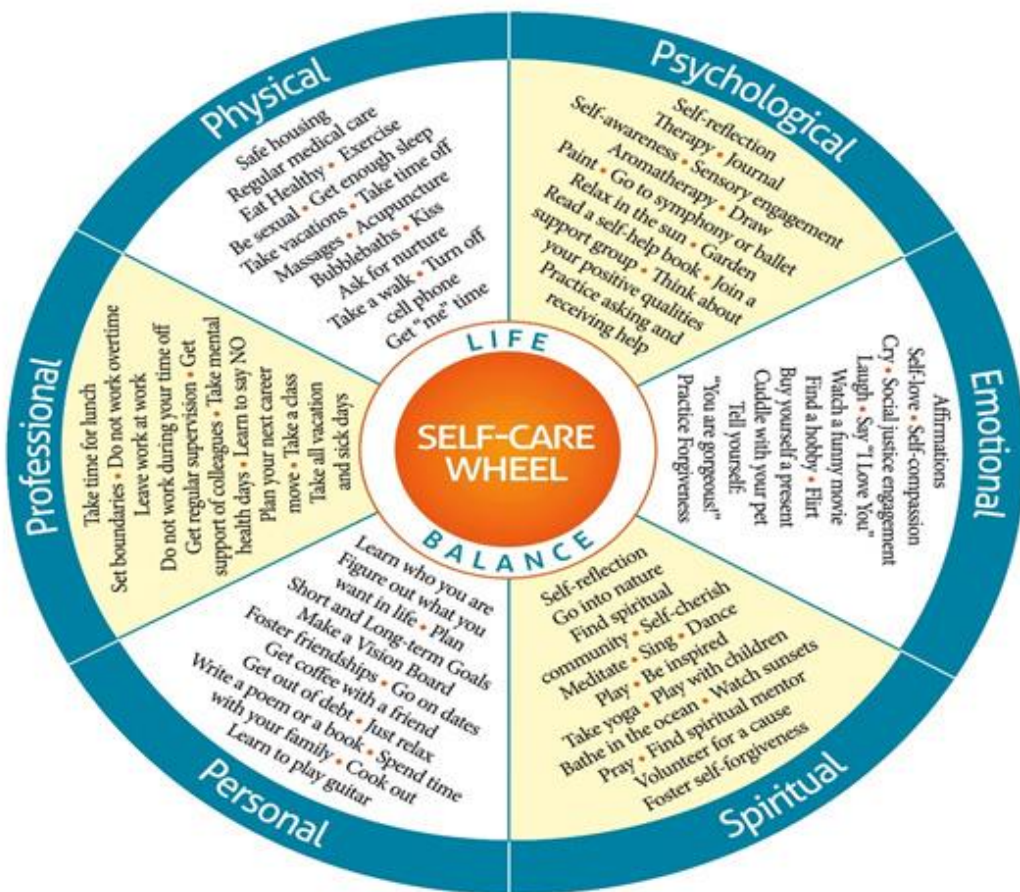 Physical
Safe housing
Regular medical care
Eat Healthy • Exercise
Be sexual • Get enough sleep
Take vacations • Take time off
Massages • Acupuncture
Bubblebaths • Kiss
Ask for nurture
Take a walk • Turn off
cell phone
Get "me" time
Psychological
Self-reflection
Therapy • Journal
Self-awareness • Sensory engagement
Aromatherapy • Draw
Paint • Go to symphony or ballet
Relax in the sun • Garden
Read a self-help book • Join a
support group • Think about
your positive qualities
Practice asking and
receiving help
Emotional
Affirmations
Self-love • Self-compassion
Cry • Social justice engagement
Laugh • Say "I Love You"
Watch a funny movie
Find a hobby • Flirt
Buy yourself a present
Cuddle with your pet
Tell yourself:
"You are gorgeous!"
Practice Forgiveness
Spiritual
Self-reflection
Go into nature
Find spiritual
community • Self-cherish
Meditate • Sing • Dance
Play • Be inspired
Take yoga • Play with children
Bathe in the ocean • Watch sunsets
Pray • Find spiritual mentor
Volunteer for a cause
Foster self-forgiveness
Personal
Learn who you are
Figure out what you
want in life • Plan
Short and Long-term Goals
Make a Vision Board
Foster friendships • Go on dates
Get coffee with a friend
Get out of debt • Just relax
Write a poem or a book • Spend time
with your family • Cook out
Learn to play guitar
Professional
Take time for lunch
Set boundaries • Do not work overtime
Leave work at work
Do not work during your time off
Get regular supervision • Get
support of colleagues • Take mental
health days • Learn to say NO
Plan your next career
move • Take a class
Take all vacation
and sick days
LIFE
SELF-CARE
WHEEL
BALANCE